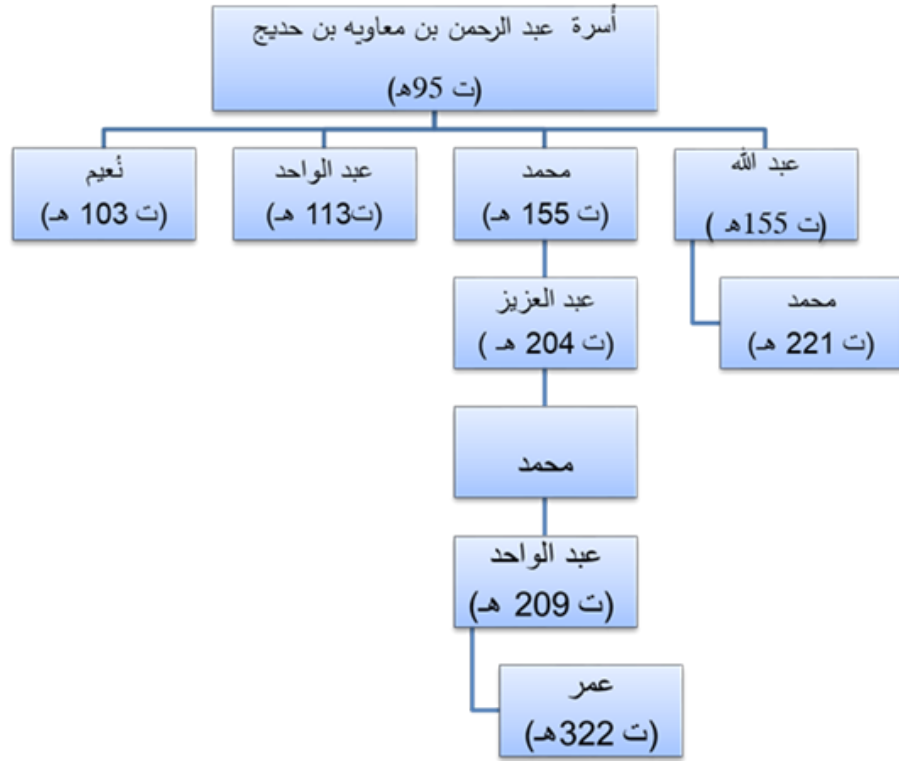 أسرة عبد الرحمن بن معاويه بن حديج
(ت 95هـ)
عبد الله
(ت 155هـ )
محمد
(ت 155 هـ)
عبد الواحد
(ت113 هـ)
نُعيم
(ت 103 هـ)
محمد
(ت 221 هـ)
عبد العزيز
(ت 204 هـ )
محمد
عبد الواحد
(ت 209 هـ)
عمر
(ت 322هـ)